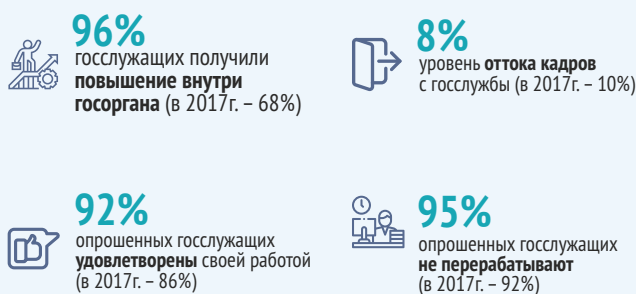 96%
госслужащих получили
повышение внутри
госоргана (в 2017г. – 68%)
8%
уровень оттока кадров
с госслужбы (в 2017г. – 10%)
92%
опрошенных госслужащих
удовлетворены своей работой
(в 2017г. – 86%)
95%
опрошенных госслужащих
не перерабатывают
(в 2017г. – 92%)